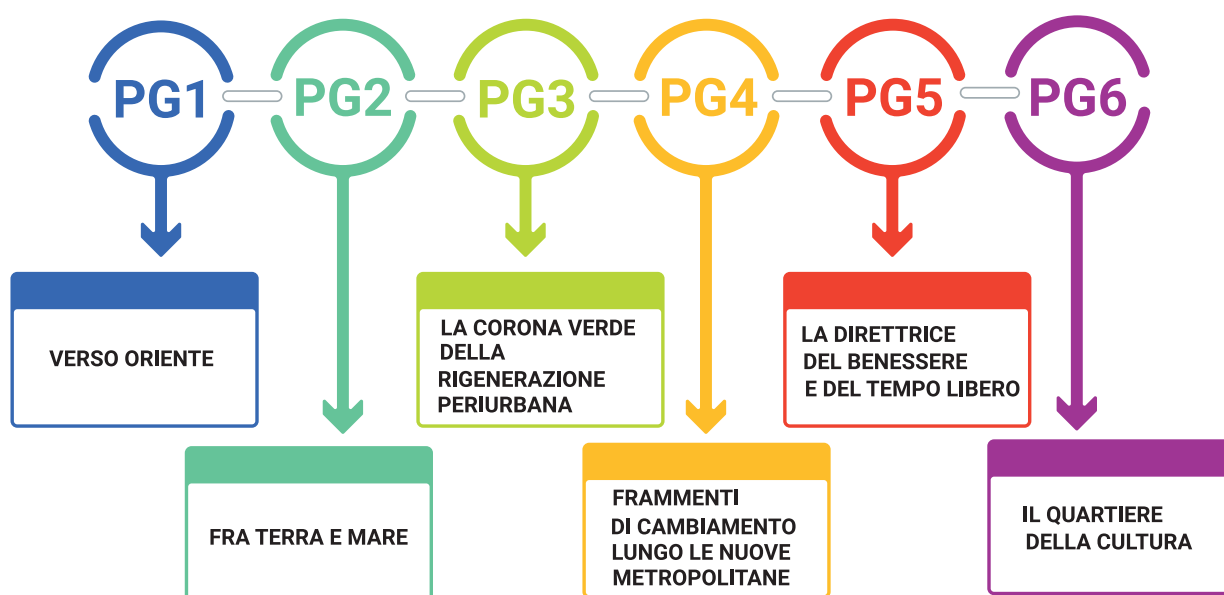 PG1
PG2
PG3
PG4
PG5
PG6
VERSO ORIENTE
FRA TERRA E MARE
LA CORONA VERDE
DELLA
RIGENERAZIONE
PERIURBANA
FRAMMENTI
DI CAMBIAMENTO
LUNGO LE NUOVE
METROPOLITANE
LA DIRETTRICE
DEL BENESSERE
E DEL TEMPO LIBERO
IL QUARTIERE
DELLA CULTURA